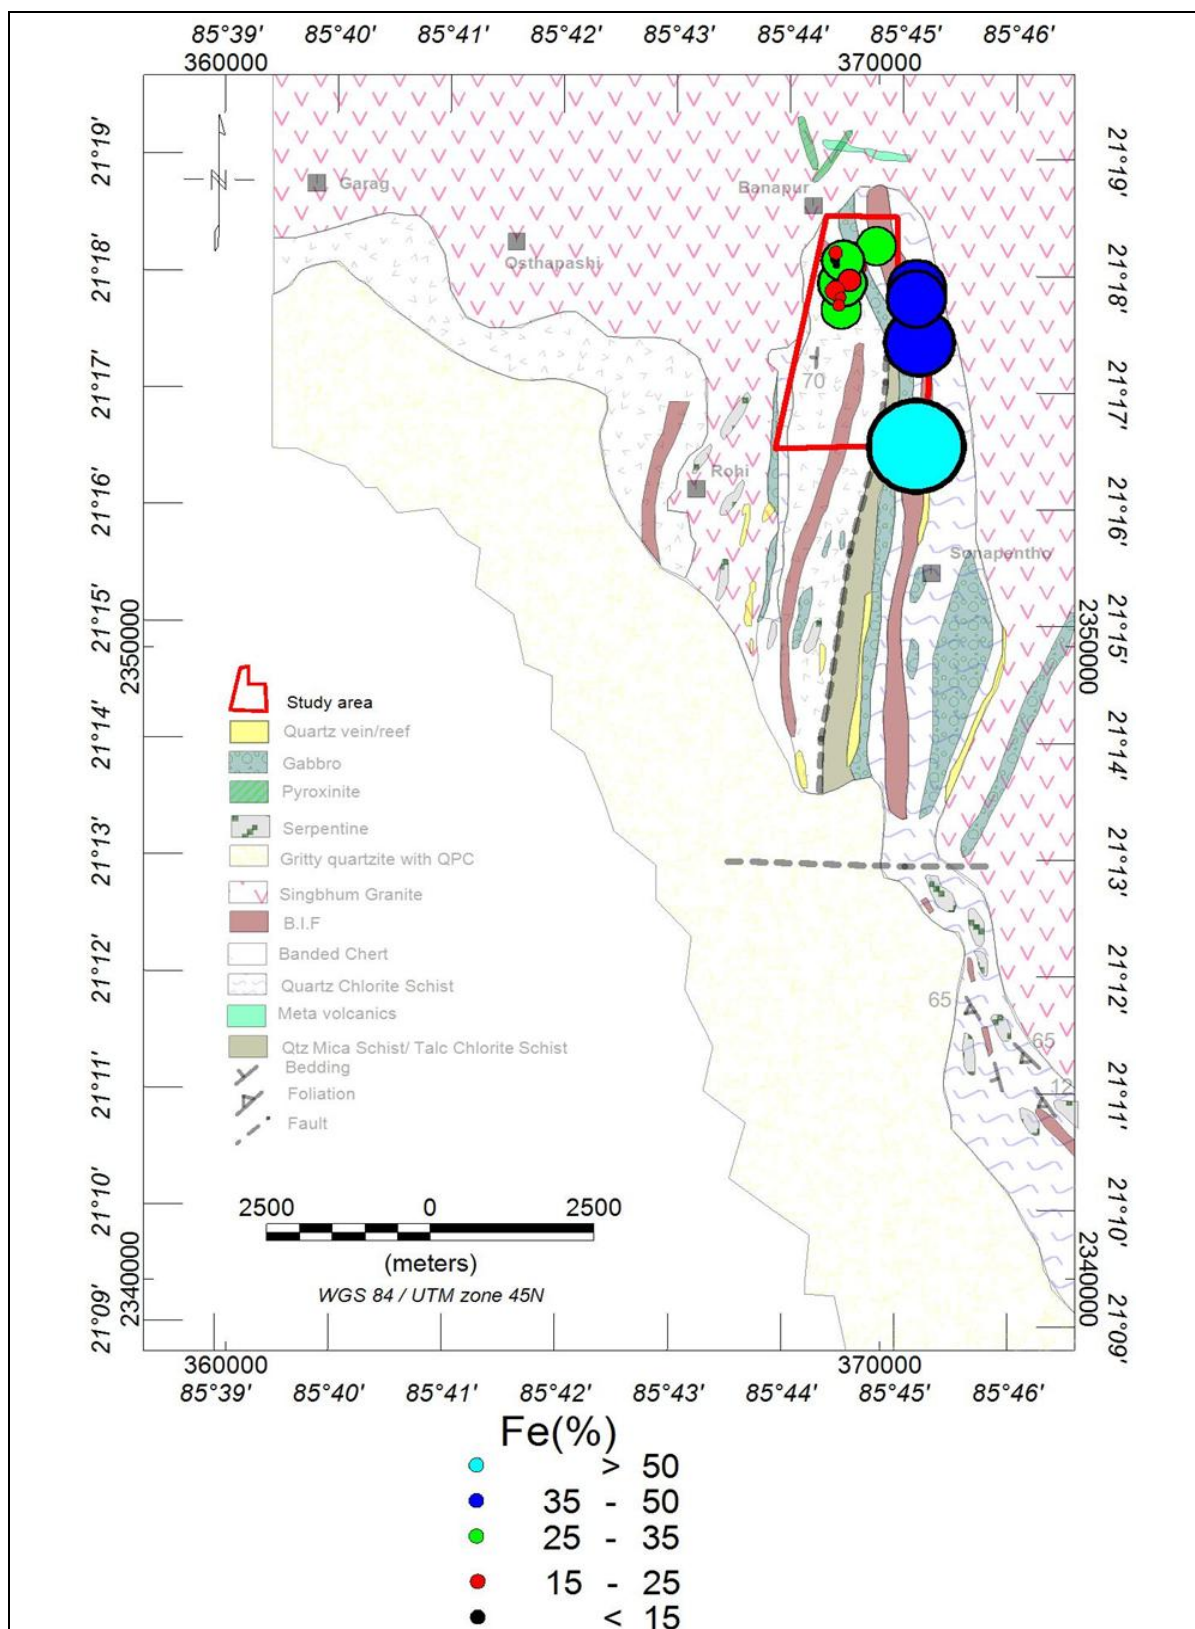 85°39' 85°40' 85°41' 85°42' 85°43' 85°44' 85°45' 85°46'
360000 370000
21°19' 21°19'
N
Garag
Banapur
21°18' 21°18'
Osthapashi
21°17' 21°17'
70
Rohi
21°16' 21°16'
Sonapentho
21°15' 21°15'
2350000 2350000
Study area
Quartz vein/reef
21°14' 21°14'
Gabbro
Pyroxinite
Serpentine
21°13' 21°13'
Gritty quartzite with QPC
Singbhum Granite
B.I.F
Banded Chert
21°12' 21°12'
Quartz Chlorite Schist
65
Meta volcanics
65
Qtz Mica Schist/ Talc Chlorite Schist
Bedding
21°11' 21°11'
12
Foliation
Fault
21°10' 21°10'
2500 0 2500
(meters)
2340000 2340000
WGS 84 / UTM zone 45N
21°09' 21°09'
360000 370000
85°39' 85°40' 85°41' 85°42' 85°43' 85°44' 85°45' 85°46'
Fe(%)
> 50
35 - 50
25 - 35
15 - 25
< 15